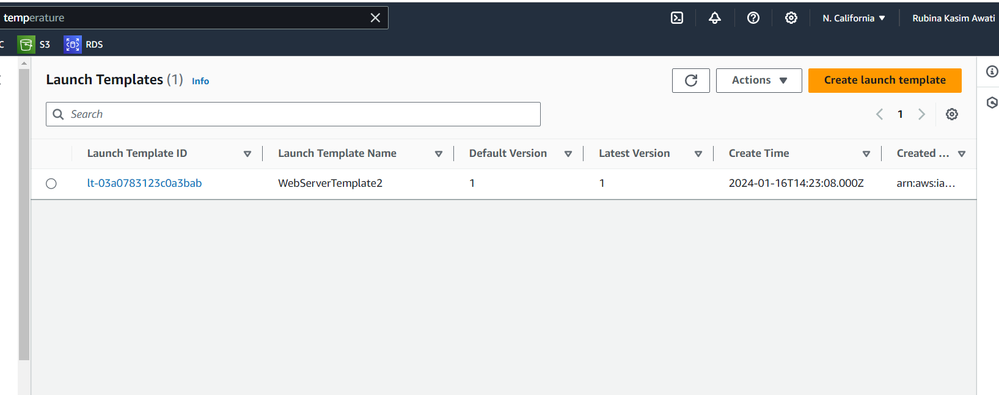 temperature
N. California
Rubina Kasim Awati
C
S3
RDS
Launch Templates (1) Info
Actions
Create launch template
Search
1
Launch Template ID
Launch Template Name
Default Version
Latest Version
Create Time
Created ...
lt-03a0783123c0a3bab
WebServerTemplate2
1
1
2024-01-16T14:23:08.000Z
arn:aws:ia...